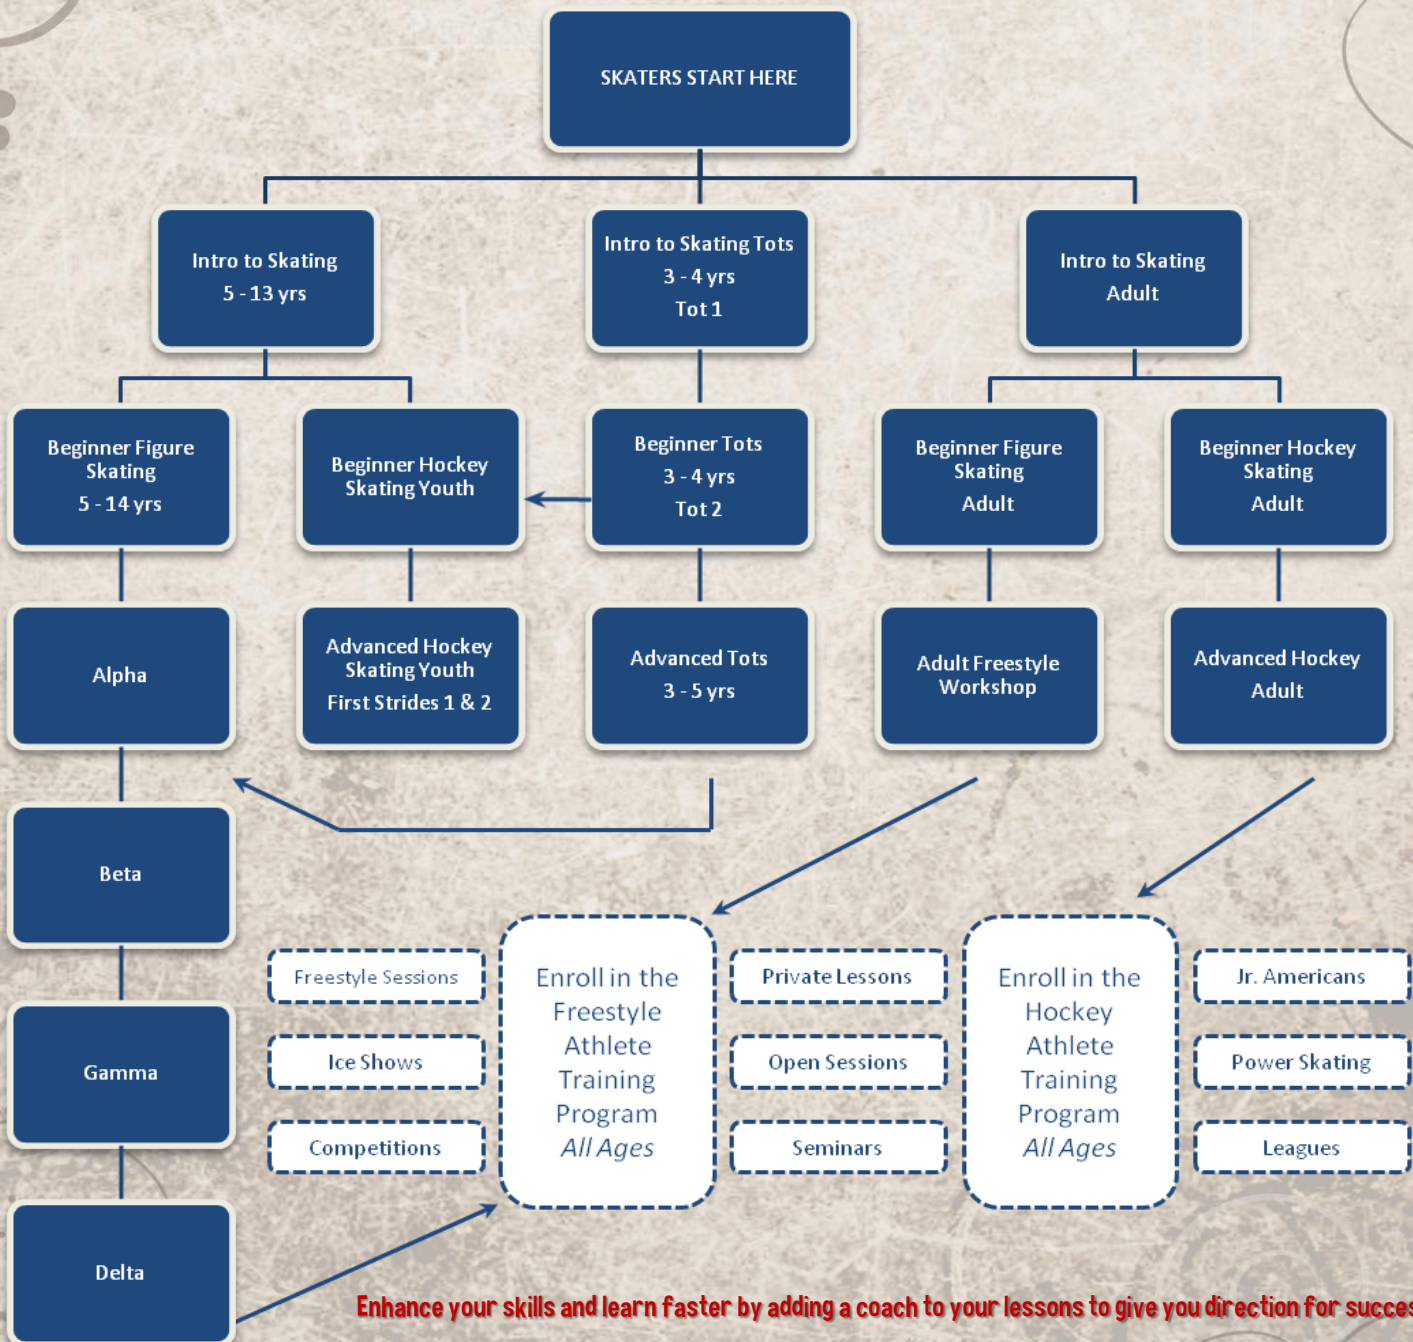 SKATERS START HERE
Intro to Skating
5 - 13 yrs
Intro to Skating Tots
3 - 4 yrs
Tot 1
Intro to Skating
Adult
Beginner Figure
Skating
5 - 14 yrs
Beginner Hockey
Skating Youth
Beginner Tots
3 - 4 yrs
Tot 2
Beginner Figure
Skating
Adult
Beginner Hockey
Skating
Adult
Alpha
Advanced Hockey
Skating Youth
First Strides 1 & 2
Advanced Tots
3 - 5 yrs
Adult Freestyle
Workshop
Advanced Hockey
Adult
Beta
Gamma
Delta
Freestyle Sessions
Ice Shows
Competitions
Enroll in the
Freestyle
Athlete
Training
Program
All Ages
Private Lessons
Open Sessions
Seminars
Enroll in the
Hockey
Athlete
Training
Program
All Ages
Jr. Americans
Power Skating
Leagues
Enhance your skills and learn faster by adding a coach to your lessons to give you direction for succes